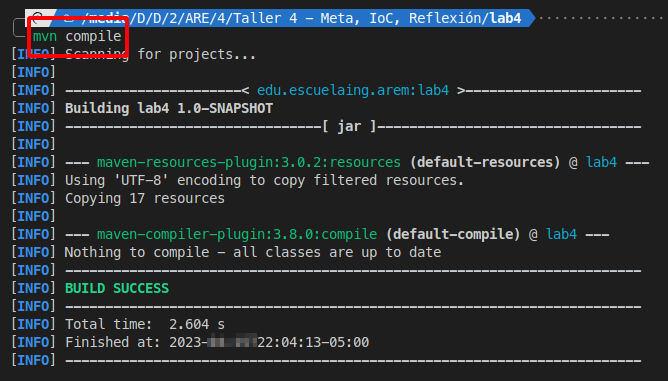 /media/D/D/2/ARE/4/Taller 4 – Meta, IoC, Reflexión/lab4
mvn compile
[INFO] Scanning for projects...
[INFO]
[INFO] ----------------------< edu.escuelaing.arem:lab4 >----------------------
[INFO] Building lab4 1.0-SNAPSHOT
[INFO] --------------------------------[ jar ]---------------------------------
[INFO]
[INFO] --- maven-resources-plugin:3.0.2:resources (default-resources) @ lab4 ---
[INFO] Using 'UTF-8' encoding to copy filtered resources.
[INFO] Copying 17 resources
[INFO]
[INFO] --- maven-compiler-plugin:3.8.0:compile (default-compile) @ lab4 ---
[INFO] Nothing to compile - all classes are up to date
[INFO] ------------------------------------------------------------------------
[INFO] BUILD SUCCESS
[INFO] ------------------------------------------------------------------------
[INFO] Total time:  2.604 s
[INFO] Finished at: 2023- 22:04:13-05:00
[INFO] ------------------------------------------------------------------------